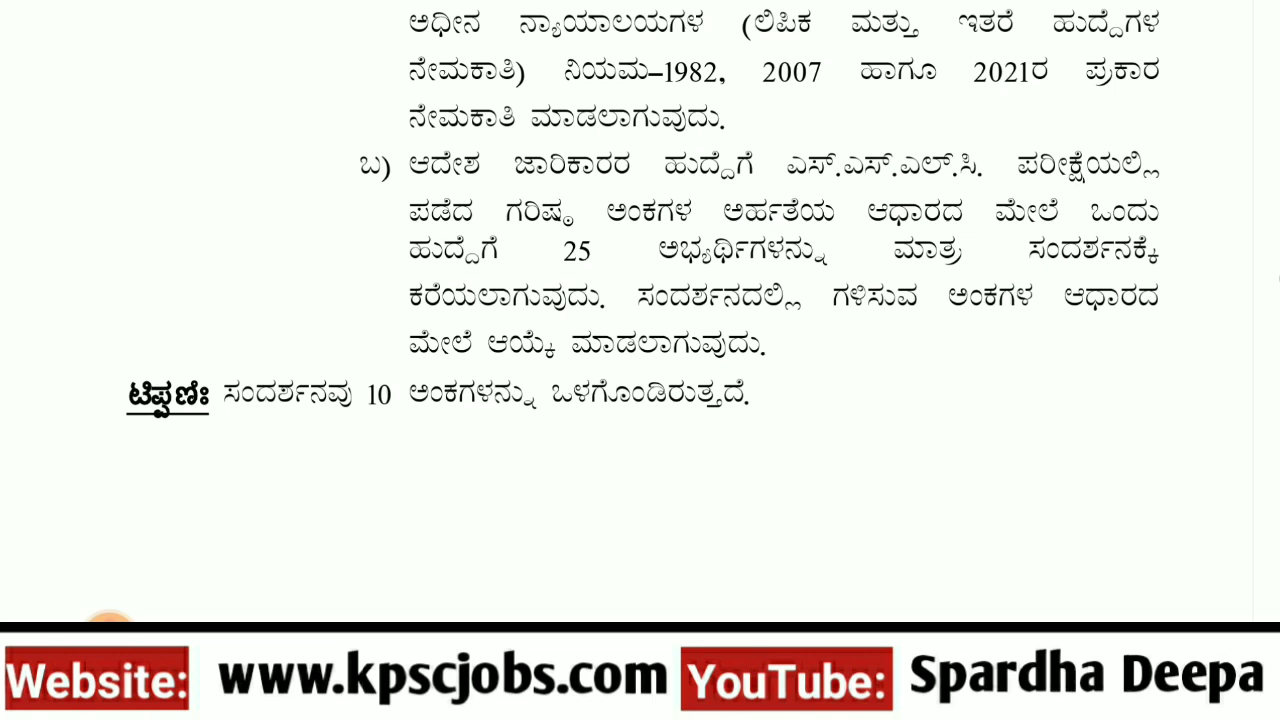 ಅಧೀನ ನ್ಯಾಯಾಲಯಗಳ (ಲಿಪಿಕ ಮತ್ತು ಇತರೆ ಹುದ್ದೆಗಳ
ನೇಮಕಾತಿ) ನಿಯಮ–1982, 2007 ಹಾಗೂ 2021ರ ಪ್ರಕಾರ
ನೇಮಕಾತಿ ಮಾಡಲಾಗುವುದು.
ಬ) ಆದೇಶ ಜಾರಿಕಾರರ ಹುದ್ದೆಗೆ ಎಸ್.ಎಸ್.ಎಲ್.ಸಿ. ಪರೀಕ್ಷೆಯಲ್ಲಿ
ಪಡೆದ ಗರಿಷ್ಠ ಅಂಕಗಳ ಅರ್ಹತೆಯ ಆಧಾರದ ಮೇಲೆ ಒಂದು
ಹುದ್ದೆಗೆ 25 ಅಭ್ಯರ್ಥಿಗಳನ್ನು ಮಾತ್ರ ಸಂದರ್ಶನಕ್ಕೆ
ಕರೆಯಲಾಗುವುದು. ಸಂದರ್ಶನದಲ್ಲಿ ಗಳಿಸುವ ಅಂಕಗಳ ಆಧಾರದ
ಮೇಲೆ ಆಯ್ಕೆ ಮಾಡಲಾಗುವುದು.
ಟಿಪ್ಪಣಿಃ ಸಂದರ್ಶನವು 10 ಅಂಕಗಳನ್ನು ಒಳಗೊಂಡಿರುತ್ತದೆ.
Website: www.kpscjobs.com YouTube: Spardha Deepa